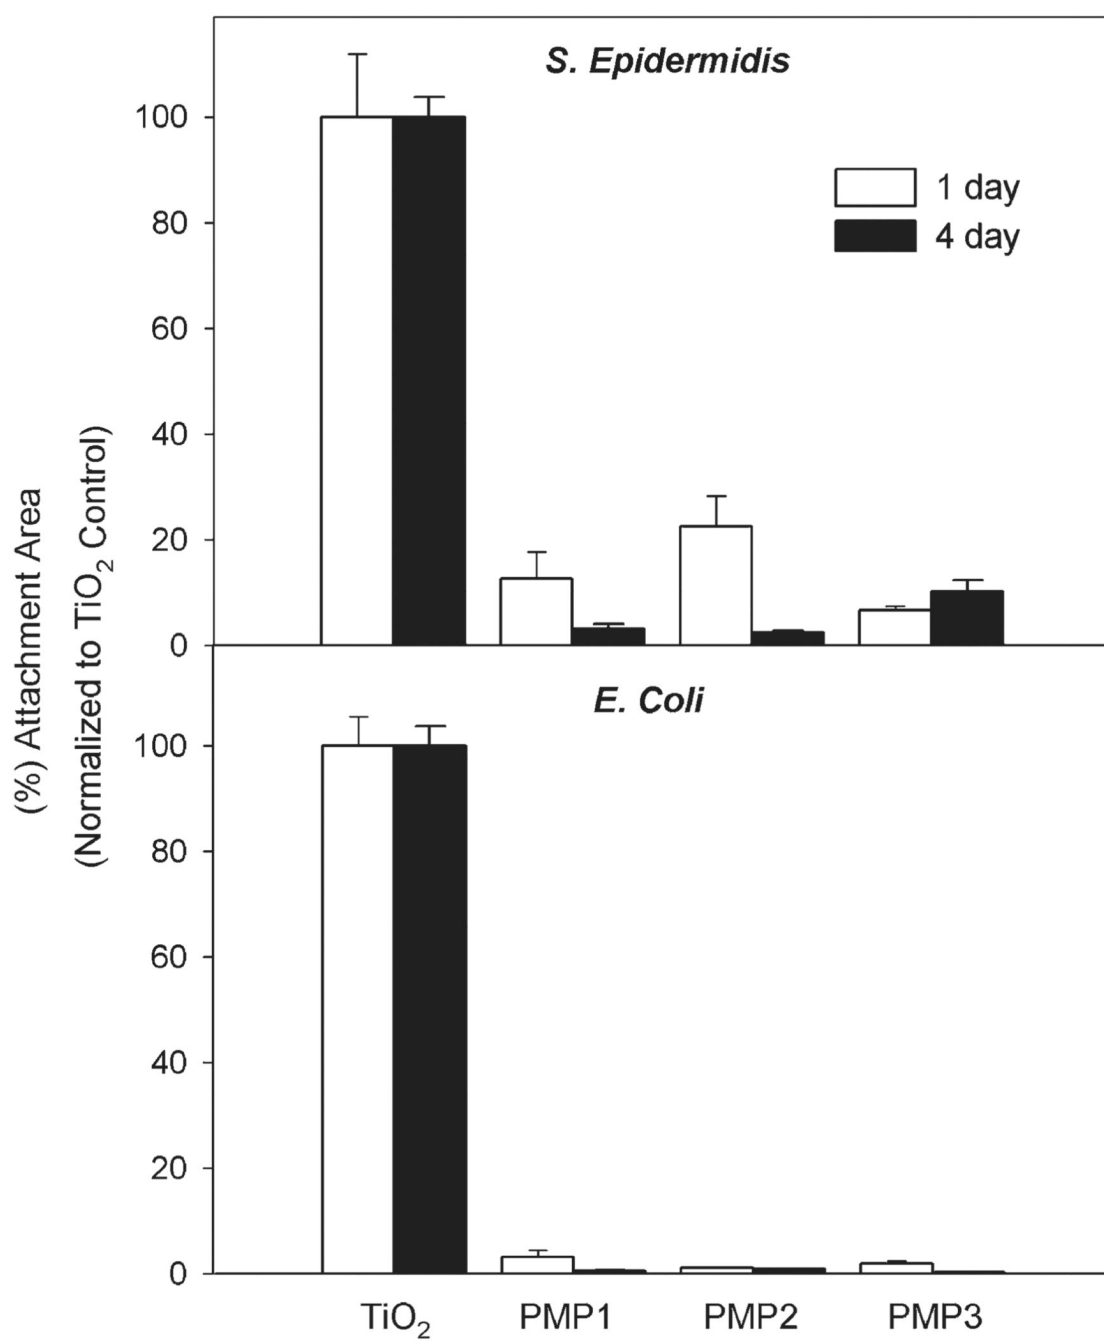 (%) Attachment Area
(Normalized to TiO₂ Control)
S. Epidermidis
1 day
4 day
100
80
60
40
20
0
E. Coli
100
80
60
40
20
0
TiO₂ PMP1 PMP2 PMP3